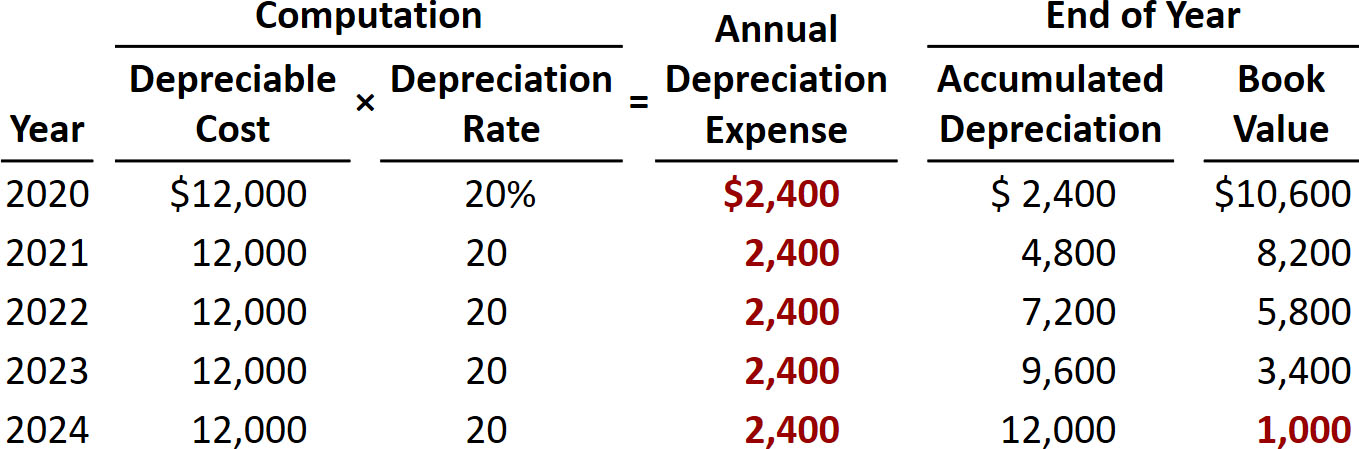 Computation Annual End of Year
Depreciable × Depreciation = Depreciation Accumulated Book
Year Cost Rate Expense Depreciation Value
2020 $12,000 20% $2,400 $ 2,400 $10,600
2021 12,000 20 2,400 4,800 8,200
2022 12,000 20 2,400 7,200 5,800
2023 12,000 20 2,400 9,600 3,400
2024 12,000 20 2,400 12,000 1,000